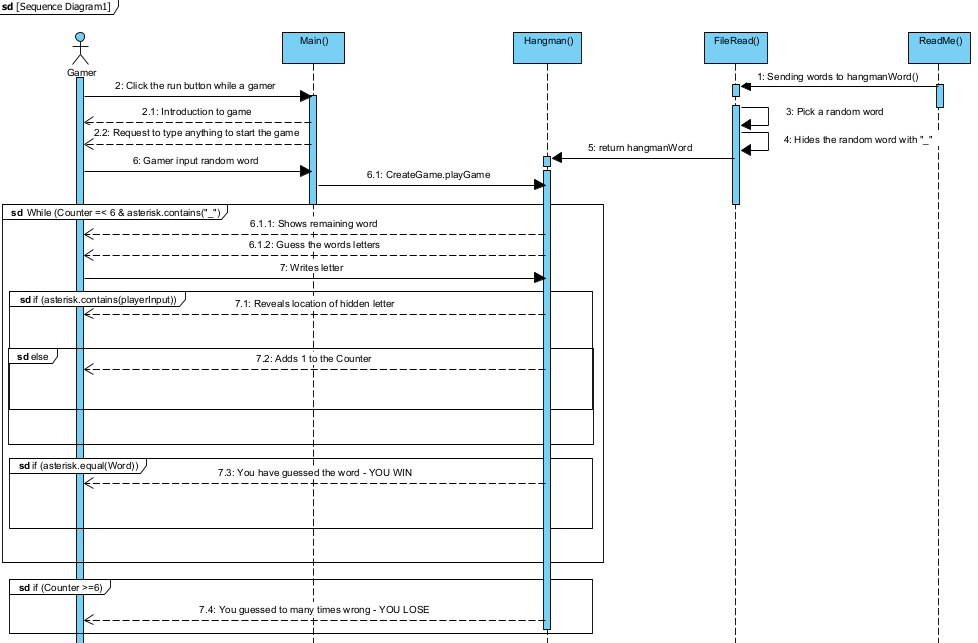 sd [Sequence Diagram1]
Main()
Hangman()
FileRead()
ReadMe()
Gamer
1: Sending words to hangmanWord()
2: Click the run button while a gamer
2.1: Introduction to game
3: Pick a random word
2.2: Request to type anything to start the game
4: Hides the random word with "_"
5: return hangmanWord
6: Gamer input random word
6.1: CreateGame.playGame
sd While (Counter =< 6 & asterisk.contains("_")
6.1.1: Shows remaining word
6.1.2: Guess the words letters
7: Writes letter
sd if (asterisk.contains(playerInput))
7.1: Reveals location of hidden letter
sd else
7.2: Adds 1 to the Counter
sd if (asterisk.equal(Word))
7.3: You have guessed the word - YOU WIN
sd if (Counter >=6)
7.4: You guessed to many times wrong - YOU LOSE